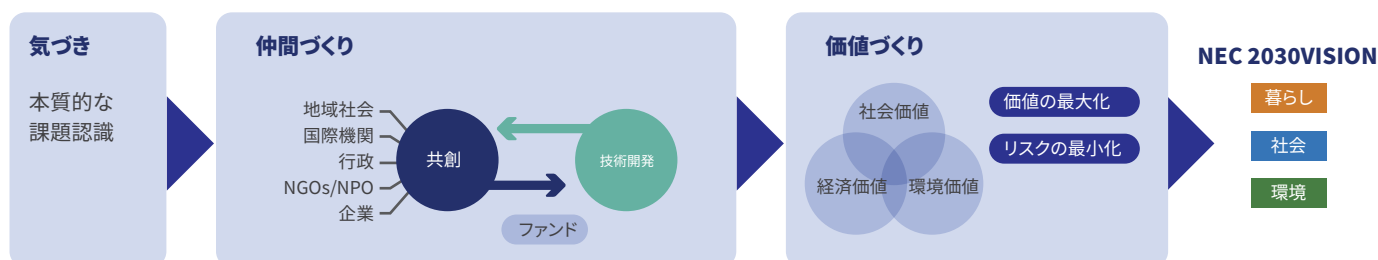 気づき
本質的な
課題認識
仲間づくり
地域社会
国際機関
行政
NGOs/NPO
企業
共創
技術開発
ファンド
価値づくり
社会価値
経済価値
環境価値
価値の最大化
リスクの最小化
NEC 2030VISION
暮らし
社会
環境